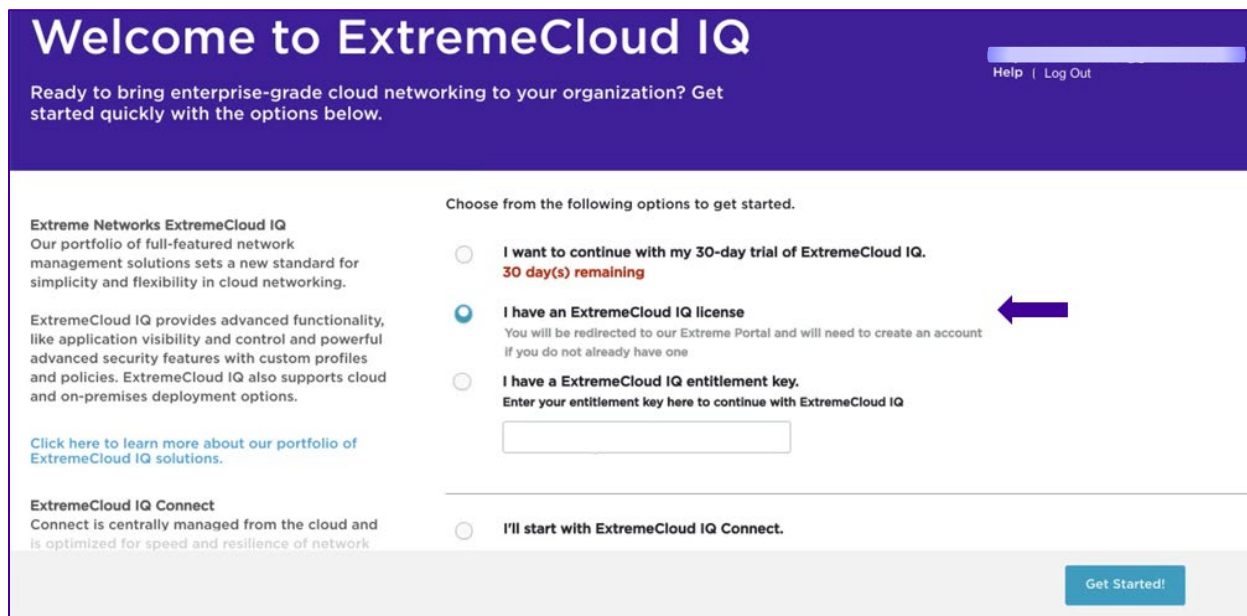 Welcome to ExtremeCloud IQ
Ready to bring enterprise-grade cloud networking to your organization? Get
started quickly with the options below.
Help | Log Out
Extreme Networks ExtremeCloud IQ
Our portfolio of full-featured network
management solutions sets a new standard for
simplicity and flexibility in cloud networking.
ExtremeCloud IQ provides advanced functionality,
like application visibility and control and powerful
advanced security features with custom profiles
and policies. ExtremeCloud IQ also supports cloud
and on-premises deployment options.
Click here to learn more about our portfolio of
ExtremeCloud IQ solutions.
ExtremeCloud IQ Connect
Connect is centrally managed from the cloud and
is optimized for speed and resilience of network
Choose from the following options to get started.
I want to continue with my 30-day trial of ExtremeCloud IQ.
30 day(s) remaining
I have an ExtremeCloud IQ license
You will be redirected to our Extreme Portal and will need to create an account
if you do not already have one
I have a ExtremeCloud IQ entitlement key.
Enter your entitlement key here to continue with ExtremeCloud IQ
I'll start with ExtremeCloud IQ Connect.
Get Started!